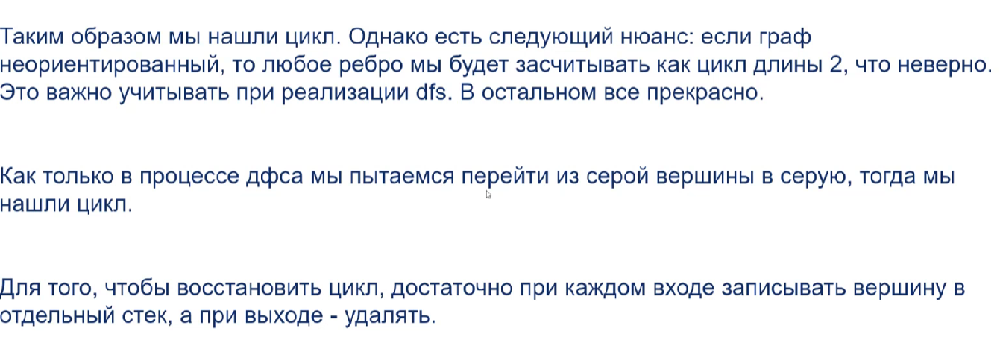 Таким образом мы нашли цикл. Однако есть следующий нюанс: если граф
неориентированный, то любое ребро мы будет засчитывать как цикл длины 2, что неверно.
Это важно учитывать при реализации dfs. В остальном все прекрасно.
Как только в процессе дфса мы пытаемся перейти из серой вершины в серую, тогда мы
нашли цикл.
Для того, чтобы восстановить цикл, достаточно при каждом входе записывать вершину в
отдельный стек, а при выходе - удалять.